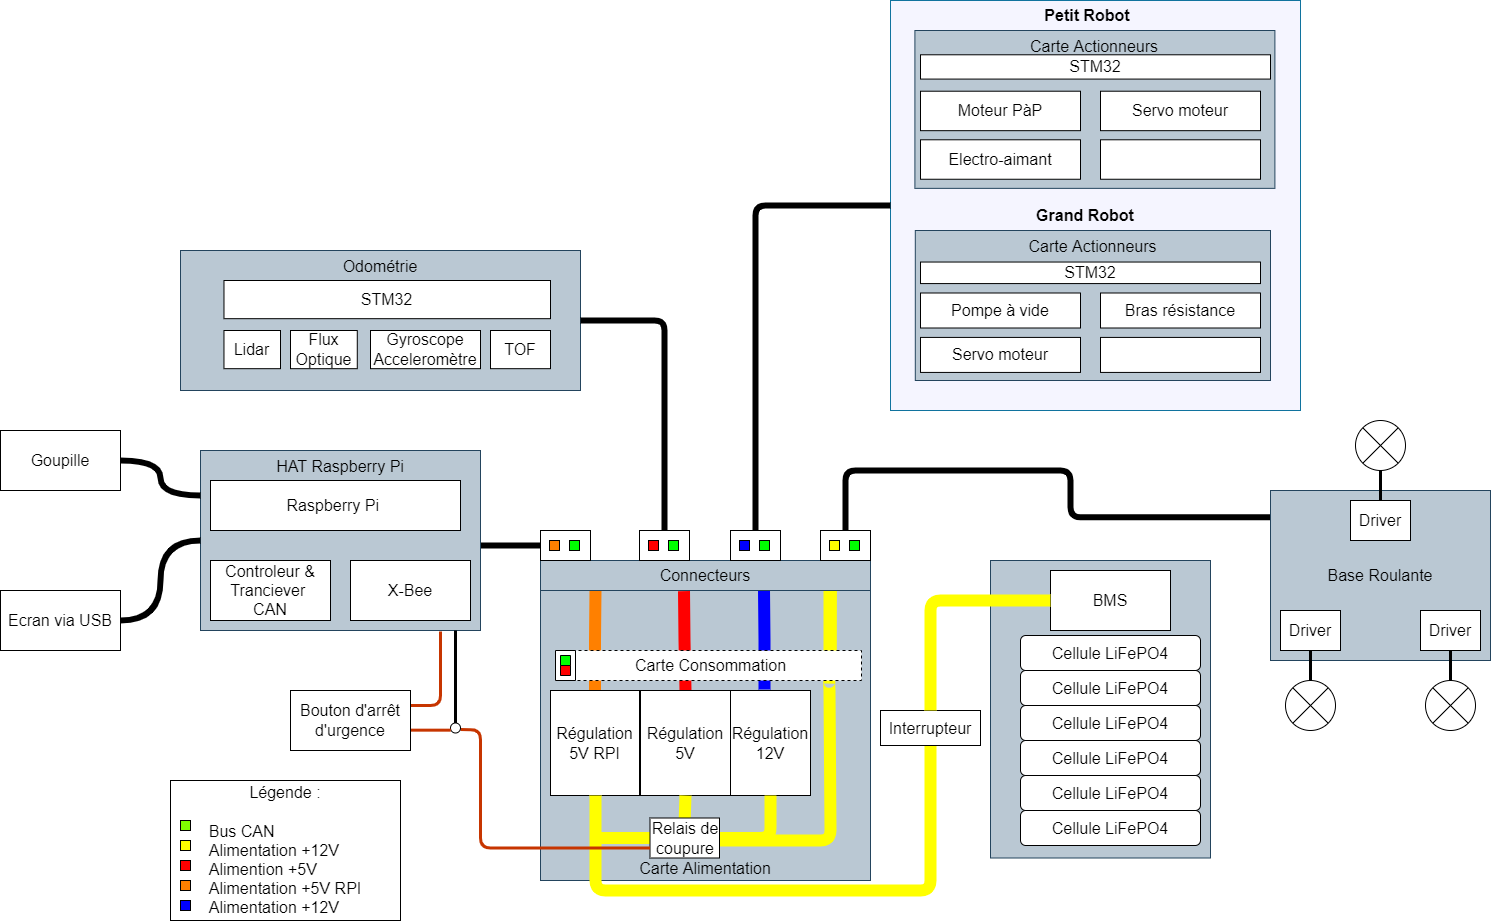 Petit Robot
Carte Actionneurs
STM32
Moteur PàP
Servo moteur
Electro-aimant
Grand Robot
Carte Actionneurs
STM32
Pompe à vide
Bras résistance
Servo moteur
Odométrie
STM32
Lidar
Flux
Optique
Gyroscope
Acceleromètre
TOF
Goupille
Ecran via USB
HAT Raspberry Pi
Raspberry Pi
Controleur &
Tranciever
CAN
X-Bee
Bouton d'arrêt
d'urgence
Connecteurs
Carte Consommation
Régulation
5V RPI
Régulation
5V
Régulation
12V
Relais de
coupure
Carte Alimentation
Interrupteur
BMS
Cellule LiFePO4
Cellule LiFePO4
Cellule LiFePO4
Cellule LiFePO4
Cellule LiFePO4
Cellule LiFePO4
Driver
Base Roulante
Driver
Driver
Légende :
Bus CAN
Alimentation +12V
Alimention +5V
Alimentation +5V RPI
Alimentation +12V